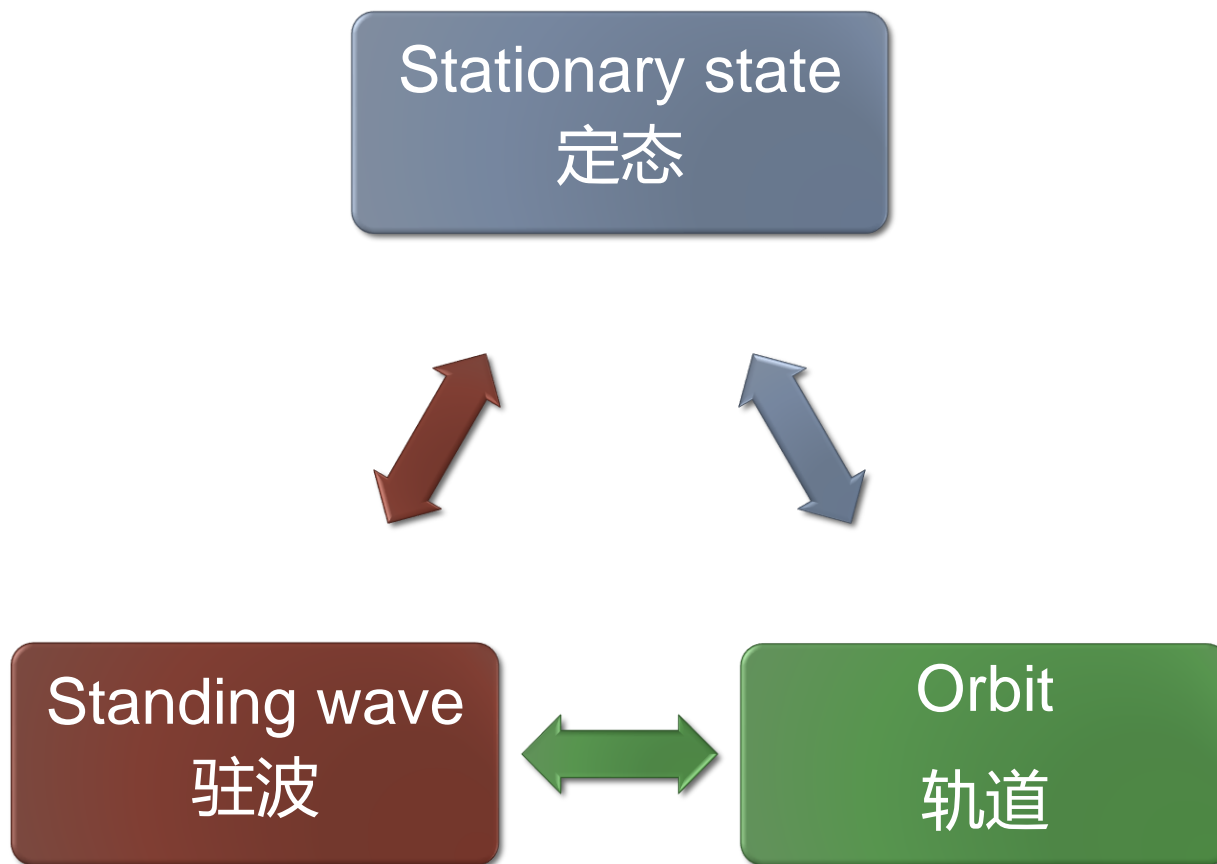 Stationary state
定态
Standing wave
驻波
Orbit
轨道